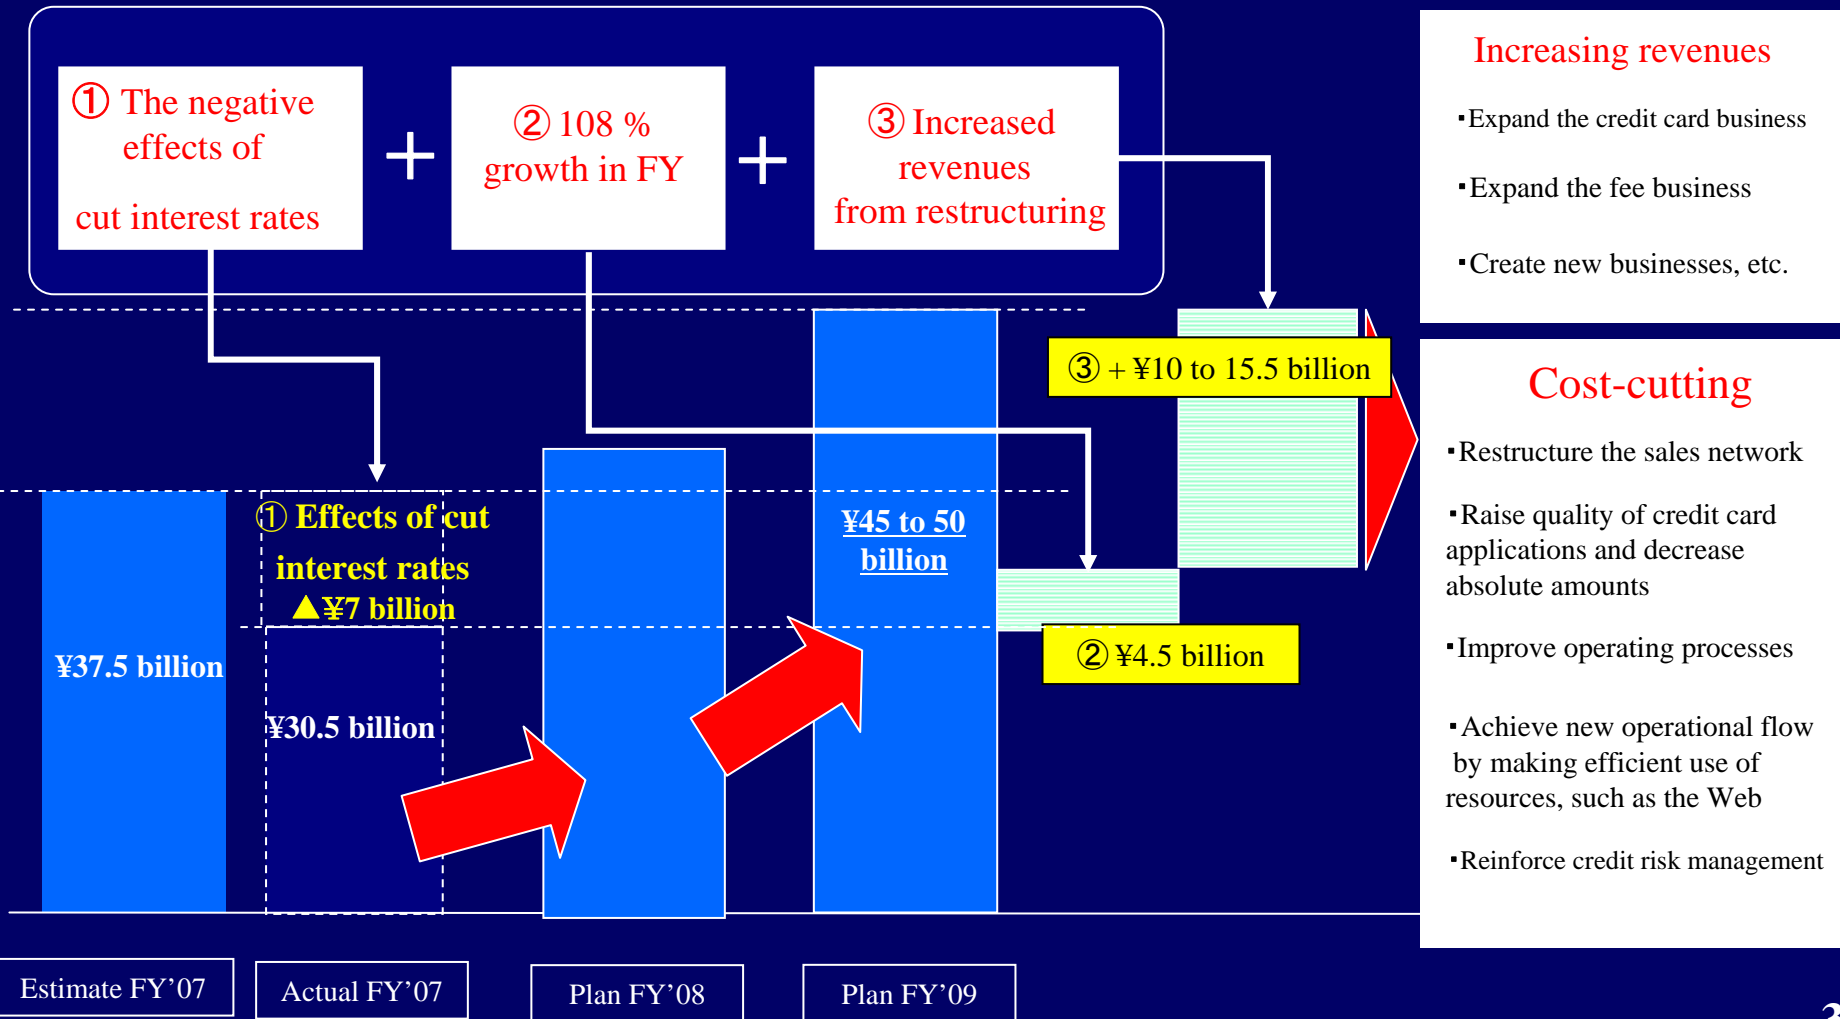 ① The negative
effects of
cut interest rates
+
② 108 %
growth in FY
+
③ Increased
revenues
from restructuring
Increasing revenues
▪Expand the credit card business
▪Expand the fee business
▪Create new businesses, etc.
Cost-cutting
▪Restructure the sales network
▪Raise quality of credit card
applications and decrease
absolute amounts
▪Improve operating processes
▪Achieve new operational flow
by making efficient use of
resources, such as the Web
▪Reinforce credit risk management
③ + ¥10 to 15.5 billion
① Effects of cut
interest rates
▲¥7 billion
¥45 to 50
billion
② ¥4.5 billion
¥37.5 billion
¥30.5 billion
Estimate FY’07
Actual FY’07
Plan FY’08
Plan FY’09